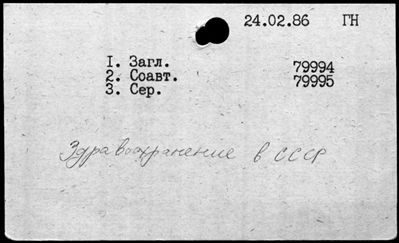 24.02.86 ГН
1. Загл. 79994
2. Соавт. 79995
3. Сер.
Здравоохранение в СССР